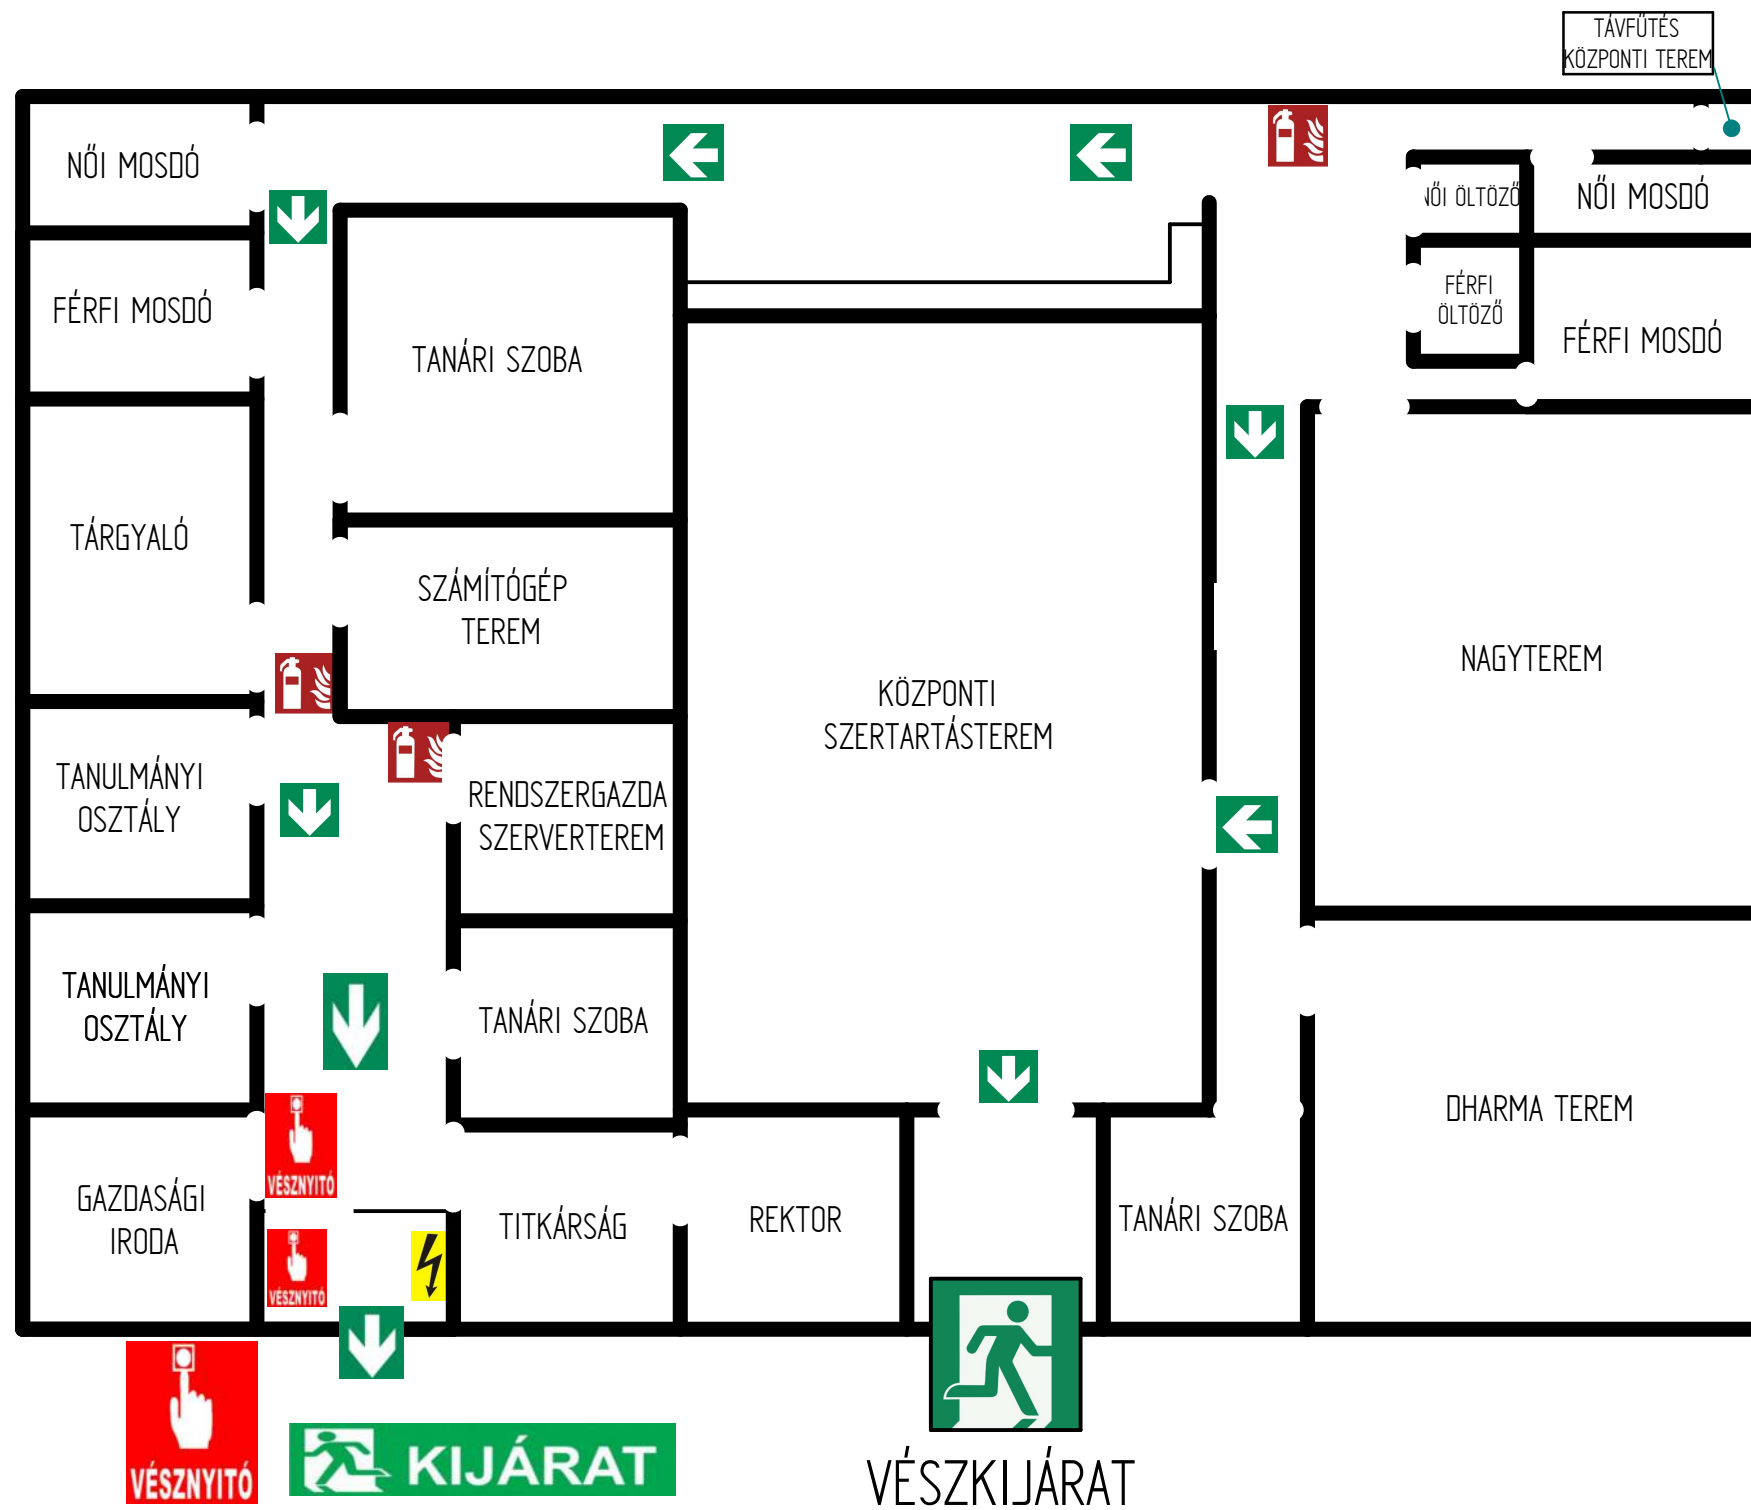 TÁVFŰTÉS
KÖZPONTI TEREM
NŐI MOSDÓ
NŐI ÖLTÖZŐ
NŐI MOSDÓ
FÉRFI MOSDÓ
FÉRFI
ÖLTÖZŐ
FÉRFI MOSDÓ
TANÁRI SZOBA
TÁRGYALÓ
SZÁMÍTÓGÉP
TEREM
NAGYTEREM
KÖZPONTI
SZERTARTÁSTEREM
TANULMÁNYI
OSZTÁLY
RENDSZERGAZDA
SZERVERTEREM
TANULMÁNYI
OSZTÁLY
TANÁRI SZOBA
DHARMA TEREM
VÉSZNYITÓ
GAZDASÁGI
IRODA
TITKÁRSÁG
REKTOR
TANÁRI SZOBA
VÉSZNYITÓ
VÉSZNYITÓ
KIJÁRAT
VÉSZKIJÁRAT